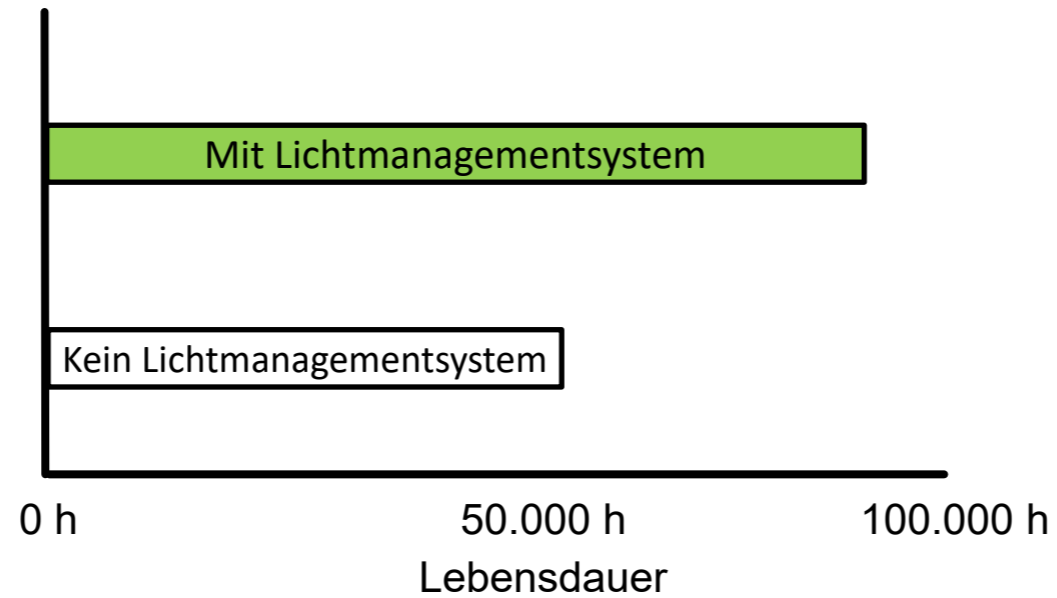 Mit Lichtmanagementsystem
Kein Lichtmanagementsystem
0 h 50.000 h 100.000 h
Lebensdauer